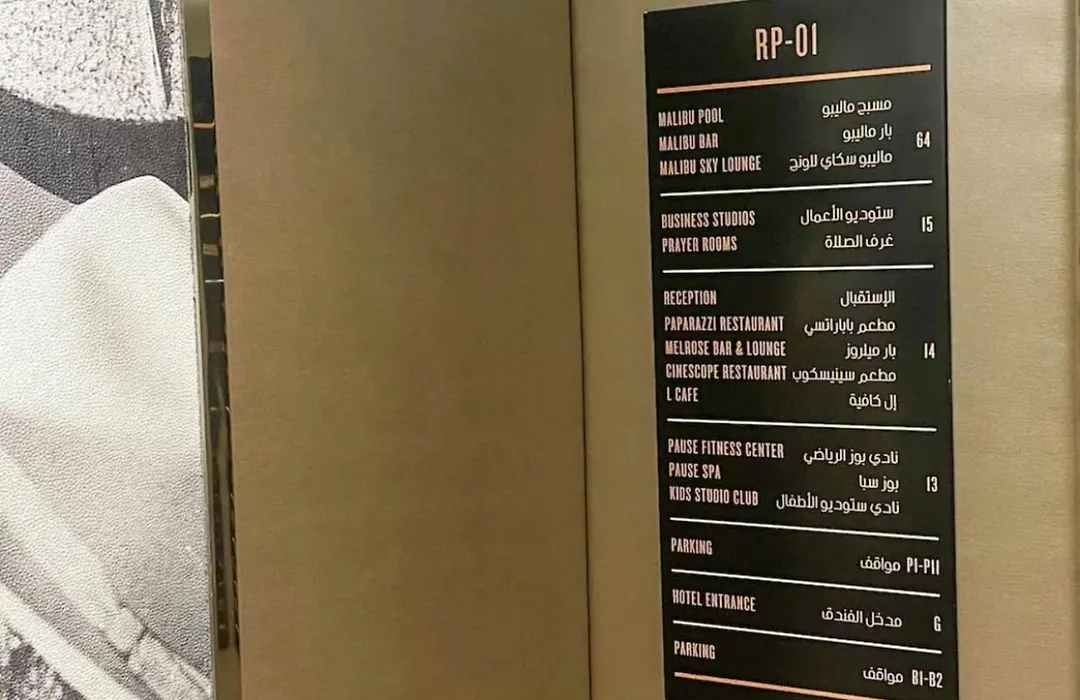 RP-01
MALIBU POOL مسبح ماليبو
MALIBU BAR بار ماليبو 64
MALIBU SKY LOUNGE ماليبو سكاي لاونج
BUSINESS STUDIOS ستوديو الأعمال 15
PRAYER ROOMS غرف الصلاة
RECEPTION الإستقبال
PAPARAZZI RESTAURANT مطعم باباراتسي
MELROSE BAR & LOUNGE بار ميلروز 14
CINESCOPE RESTAURANT مطعم سينيسكوب
L CAFE إل كافية
PAUSE FITNESS CENTER نادي بوز الرياضي
PAUSE SPA بوز سبا 13
KIDS STUDIO CLUB نادي ستوديو الأطفال
PARKING مواقف P1-P11
HOTEL ENTRANCE مدخل الفندق G
PARKING مواقف B1-B2